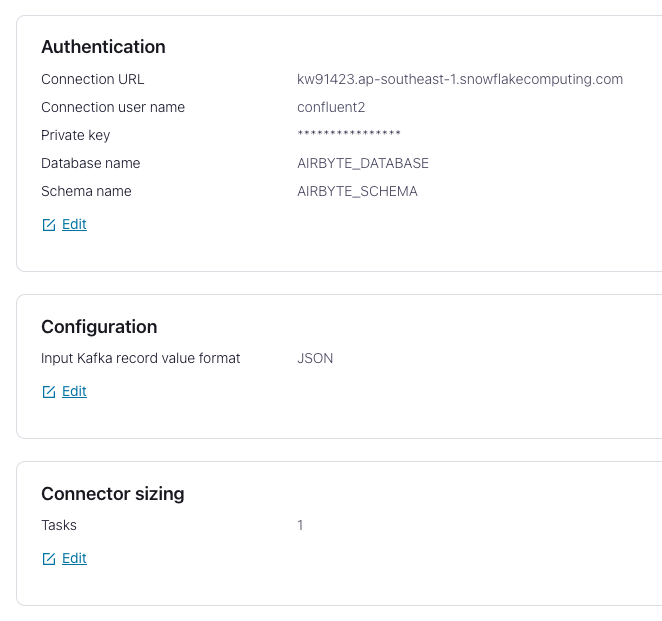 Authentication
Connection URL kw91423.ap-southeast-1.snowflakecomputing.com
Connection user name confluent2
Private key ****************
Database name AIRBYTE_DATABASE
Schema name AIRBYTE_SCHEMA
Edit
Configuration
Input Kafka record value format JSON
Edit
Connector sizing
Tasks 1
Edit